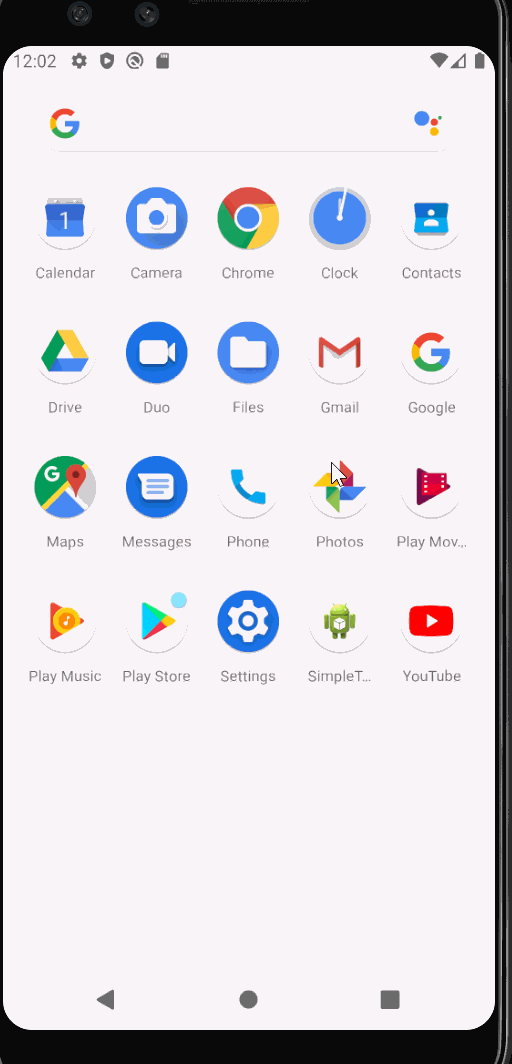 12:02
Calendar Camera Chrome Clock Contacts
1
Drive Duo Files Gmail Google
Maps Messages Phone Photos Play Mov...
Play Music Play Store Settings SimpleT... YouTube